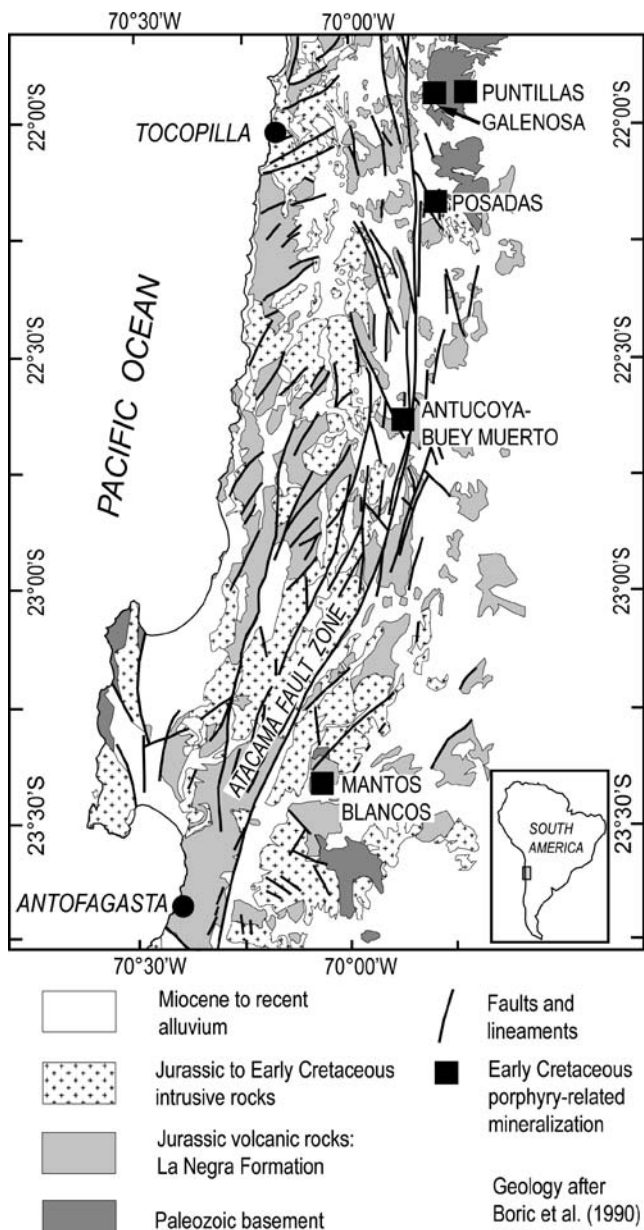 70°30'W 70°00'W
22°00'S
22°00'S
PUNTILLAS
GALENOSA
TOCOPILLA
POSADAS
22°30'S
22°30'S
PACIFIC OCEAN
ANTUCOYA-
BUEY MUERTO
23°00'S
23°00'S
ATACAMA FAULT ZONE
MANTOS
BLANCOS
23°30'S
23°30'S
SOUTH
AMERICA
ANTOFAGASTA
70°30'W 70°00'W
Miocene to recent
alluvium
Faults and
lineaments
Jurassic to Early Cretaceous
intrusive rocks
Early Cretaceous
porphyry-related
mineralization
Jurassic volcanic rocks:
La Negra Formation
Paleozoic basement
Geology after
Boric et al. (1990)